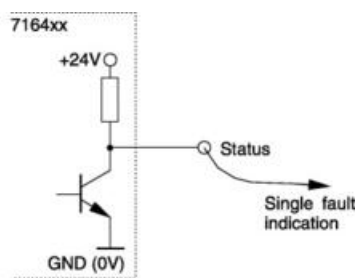 7164xx
+24V
Status
Single fault
indication
GND (0V)